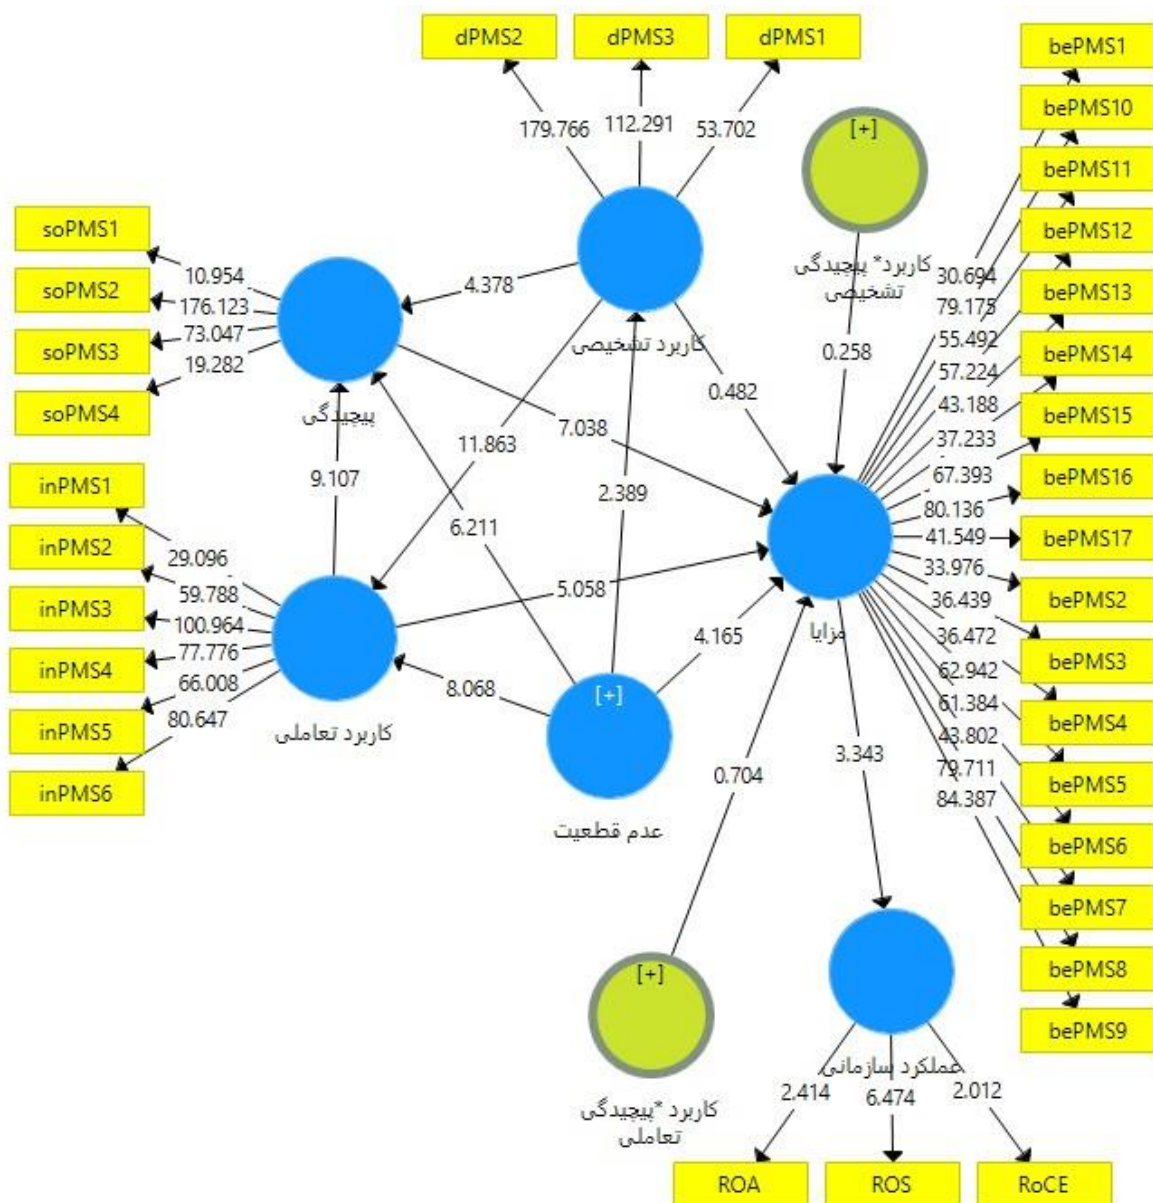 dPMS2
dPMS3
dPMS1
179.766
112.291
53.702
[+]
کاربرد* پیچیدگی
تشخیصی
0.258
soPMS1
soPMS2
soPMS3
soPMS4
10.954
176.123
73.047
19.282
پیچیدگی
4.378
کاربرد تشخیصی
0.482
7.038
11.863
9.107
6.211
2.389
inPMS1
inPMS2
inPMS3
inPMS4
inPMS5
inPMS6
29.096
59.788
100.964
77.776
66.008
80.647
کاربرد تعاملی
5.058
8.068
4.165
[+]
عدم قطعیت
مزایا
0.704
3.343
[+]
کاربرد *پیچیدگی
تعاملی
عملکرد سازمانی
2.414
6.474
2.012
ROA
ROS
RoCE
30.694
79.175
55.492
57.224
43.188
37.233
67.393
80.136
41.549
33.976
36.439
36.472
62.942
61.384
43.802
79.711
84.387
bePMS1
bePMS10
bePMS11
bePMS12
bePMS13
bePMS14
bePMS15
bePMS16
bePMS17
bePMS2
bePMS3
bePMS4
bePMS5
bePMS6
bePMS7
bePMS8
bePMS9